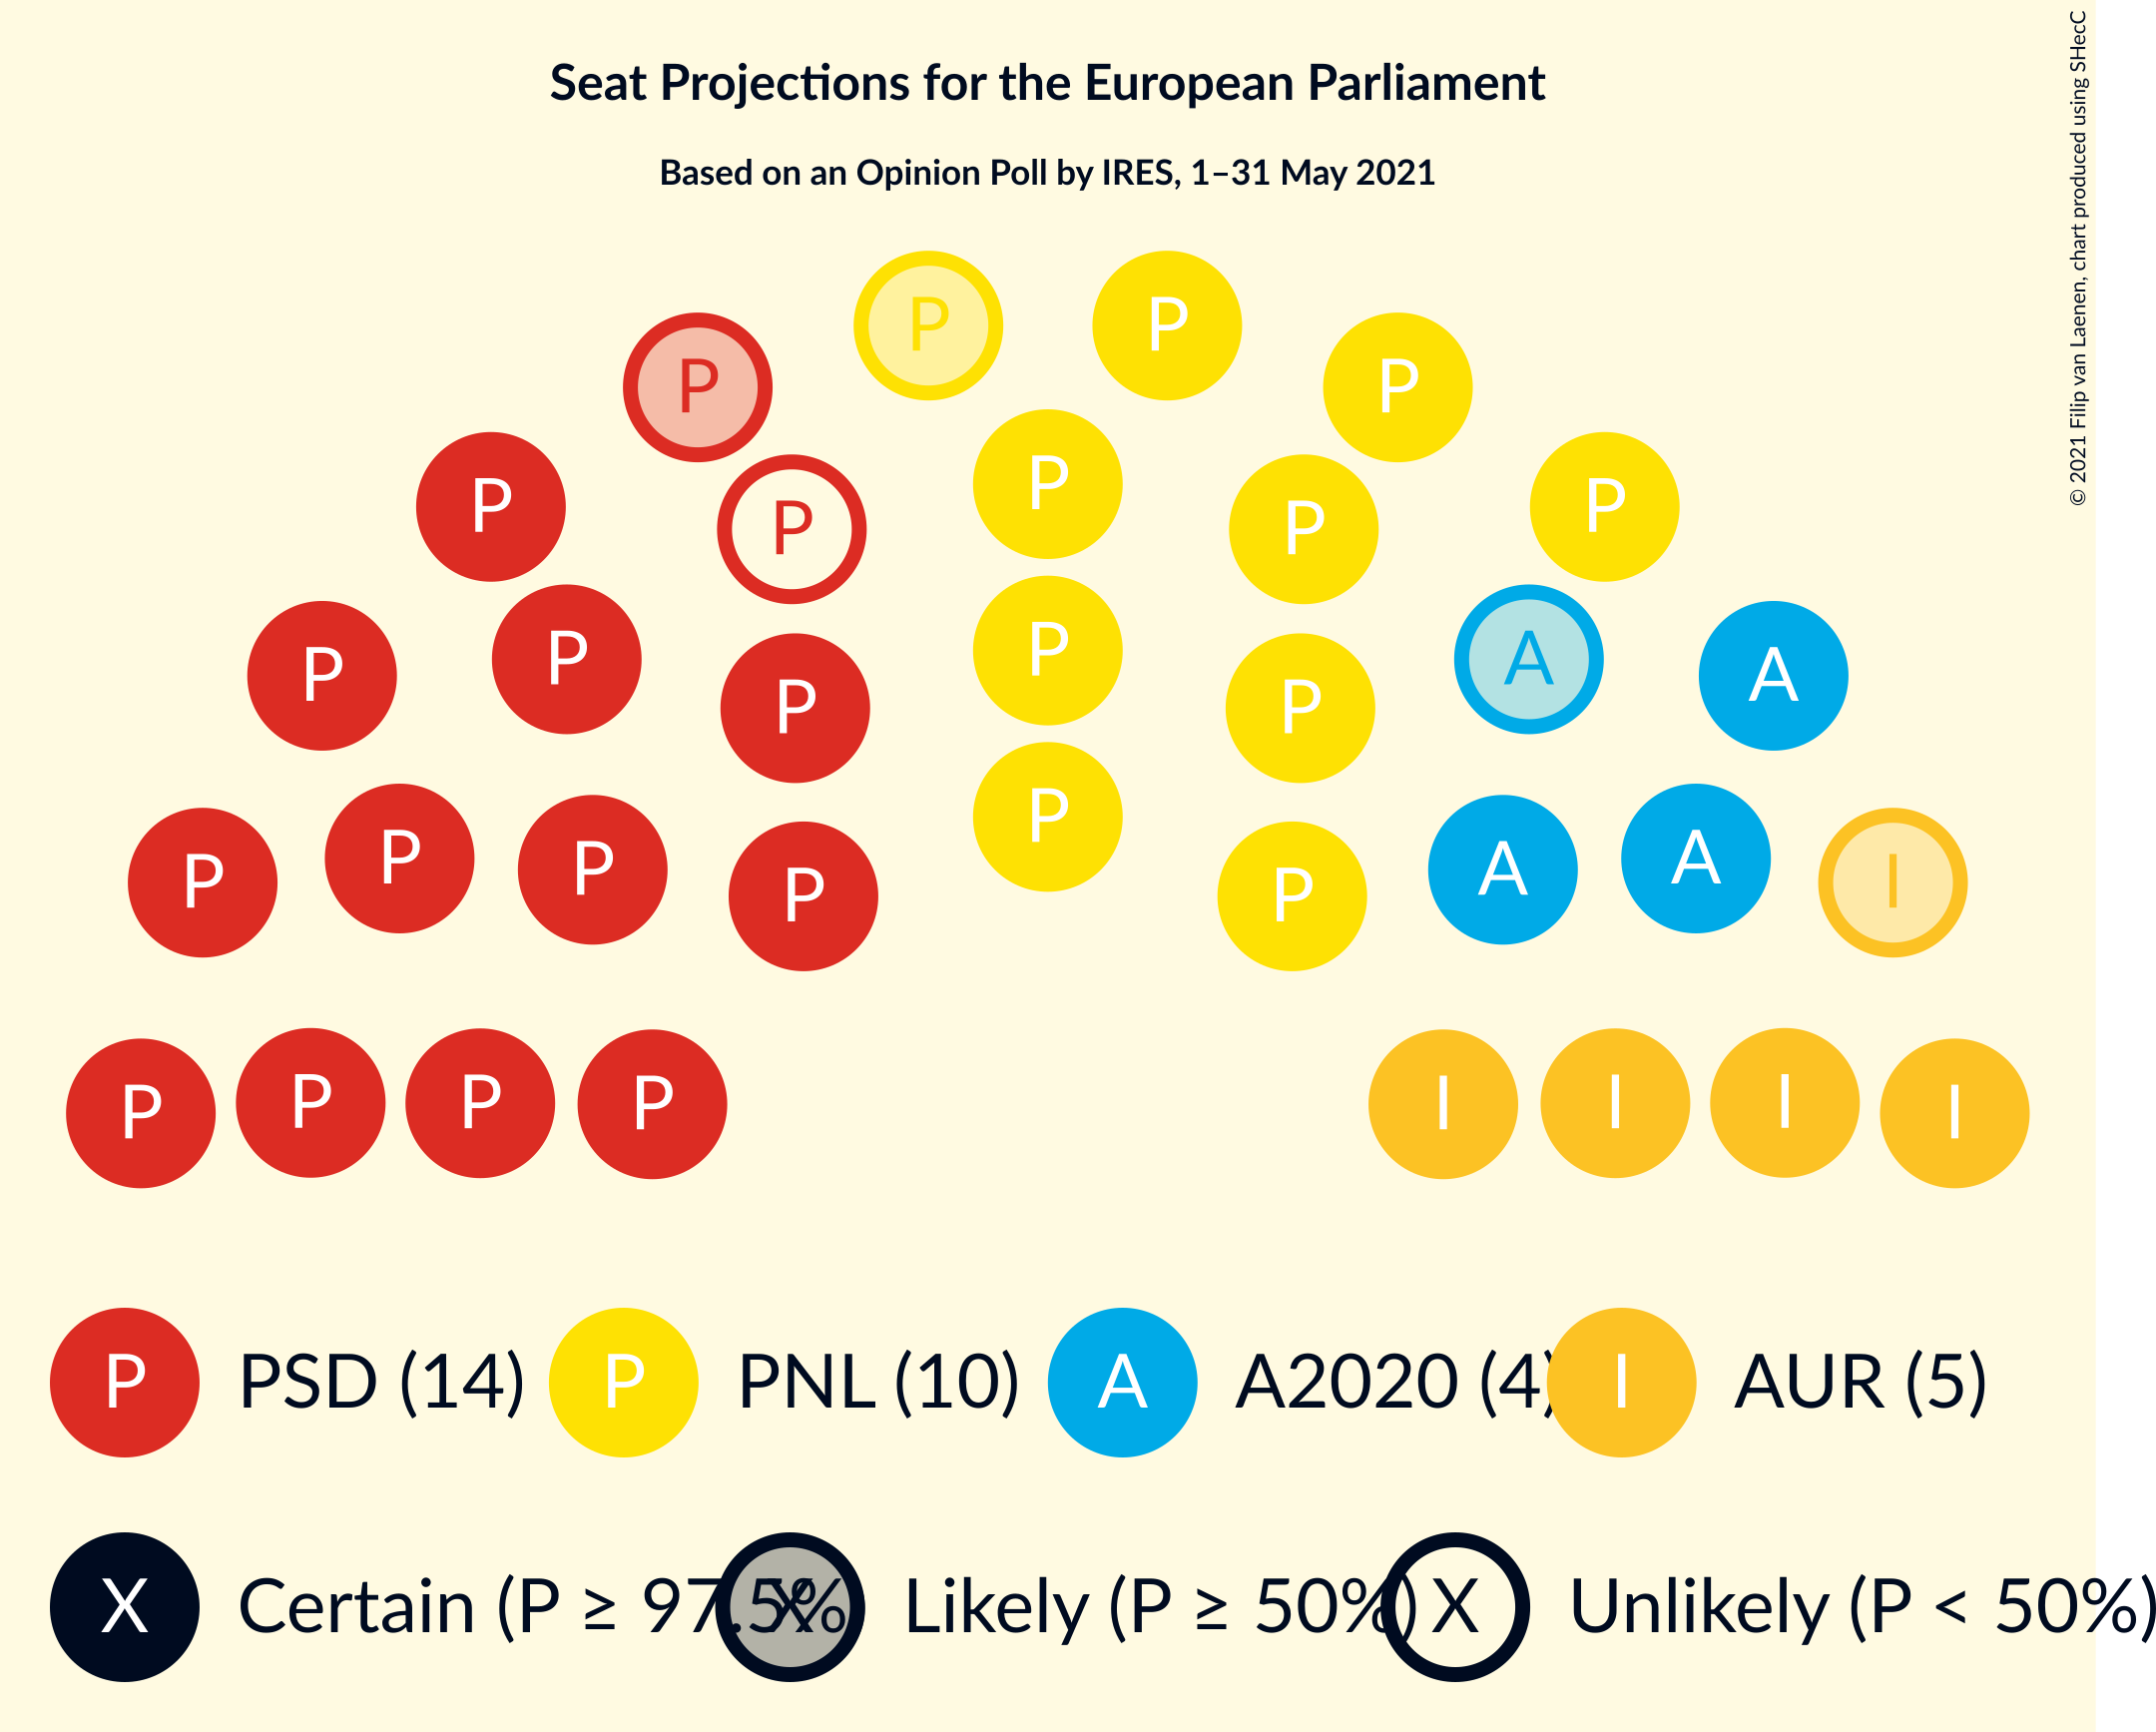 Seat Projections for the European Parliament
Based on an Opinion Poll by IRES, 1–31 May 2021
© 2021 Filip van Laenen, chart produced using SHecC
P P
P P
P P
P
P P
P P
A
P A
P
P
P P
P
P P A A I
P P
P P P P I I I I
P PSD (14) P PNL (10) A A2020 (4) I AUR (5)
X Certain (P ≥ 97.5% X Likely (P ≥ 50%) X Unlikely (P < 50%)